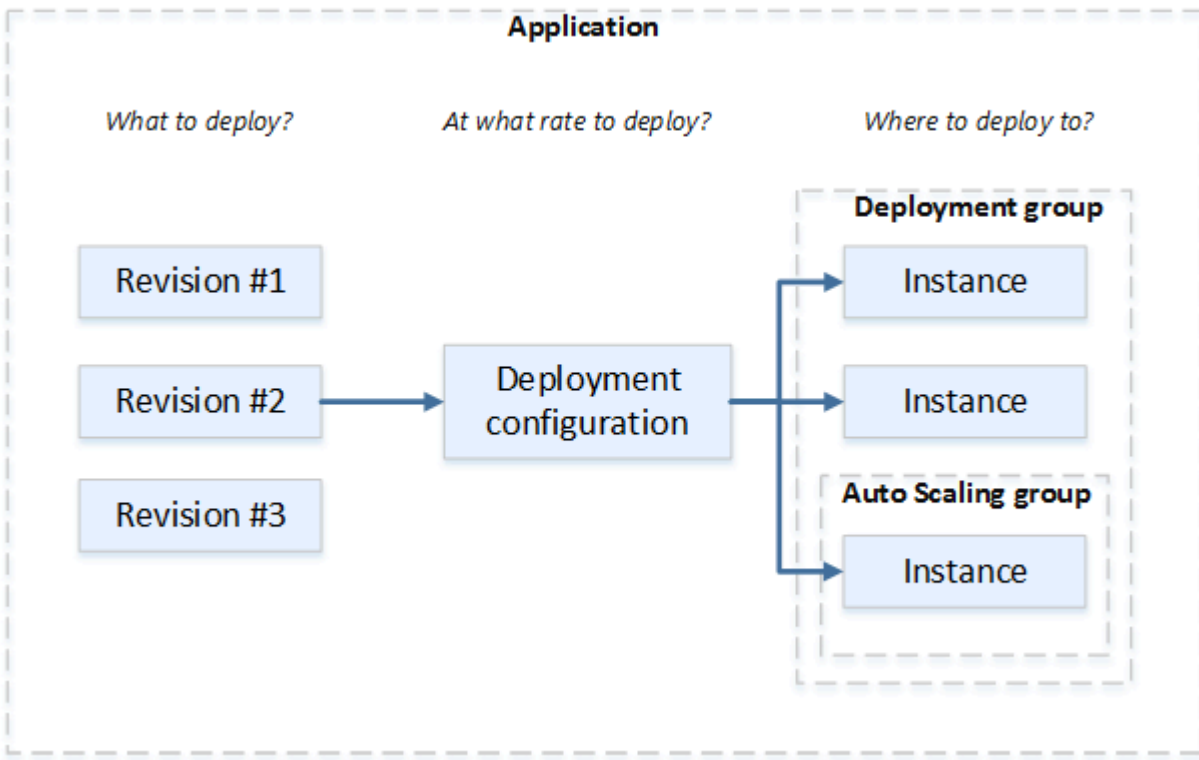 Application
What to deploy?
At what rate to deploy?
Where to deploy to?
Deployment group
Revision #1
Instance
Revision #2
Deployment
configuration
Instance
Auto Scaling group
Revision #3
Instance